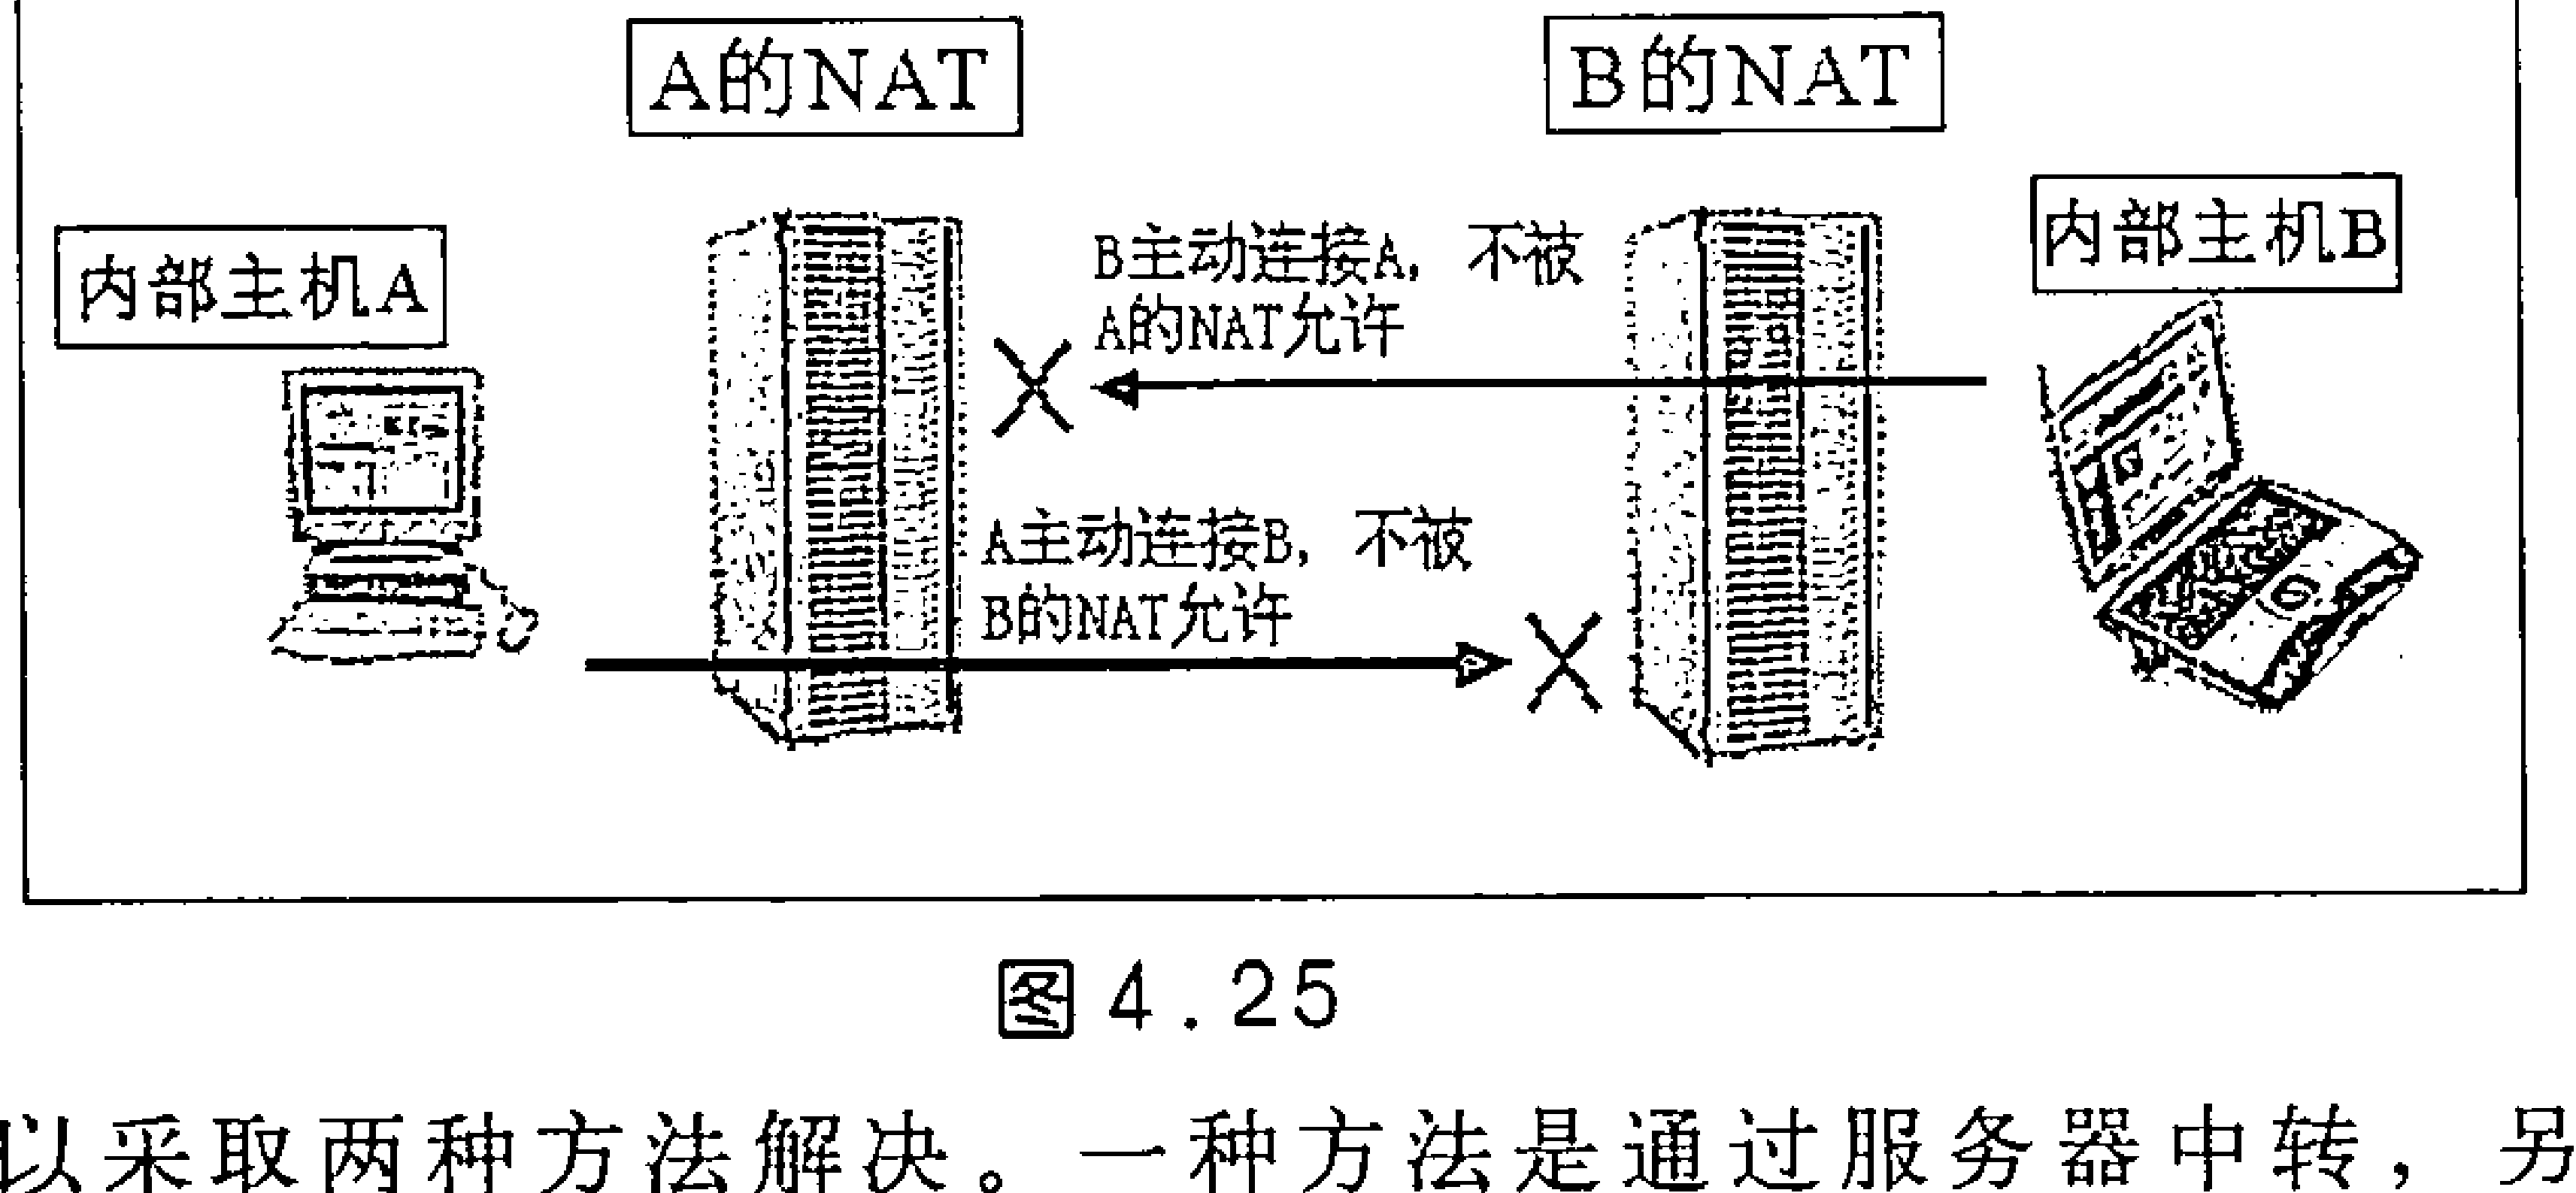 A的NAT
B的NAT
内部主机A
内部主机B
B主动连接A, 不被
A的NAT允许
A主动连接B, 不被
B的NAT允许
图4.25
以采取两种方法解决。一种方法是通过服务器中转，另